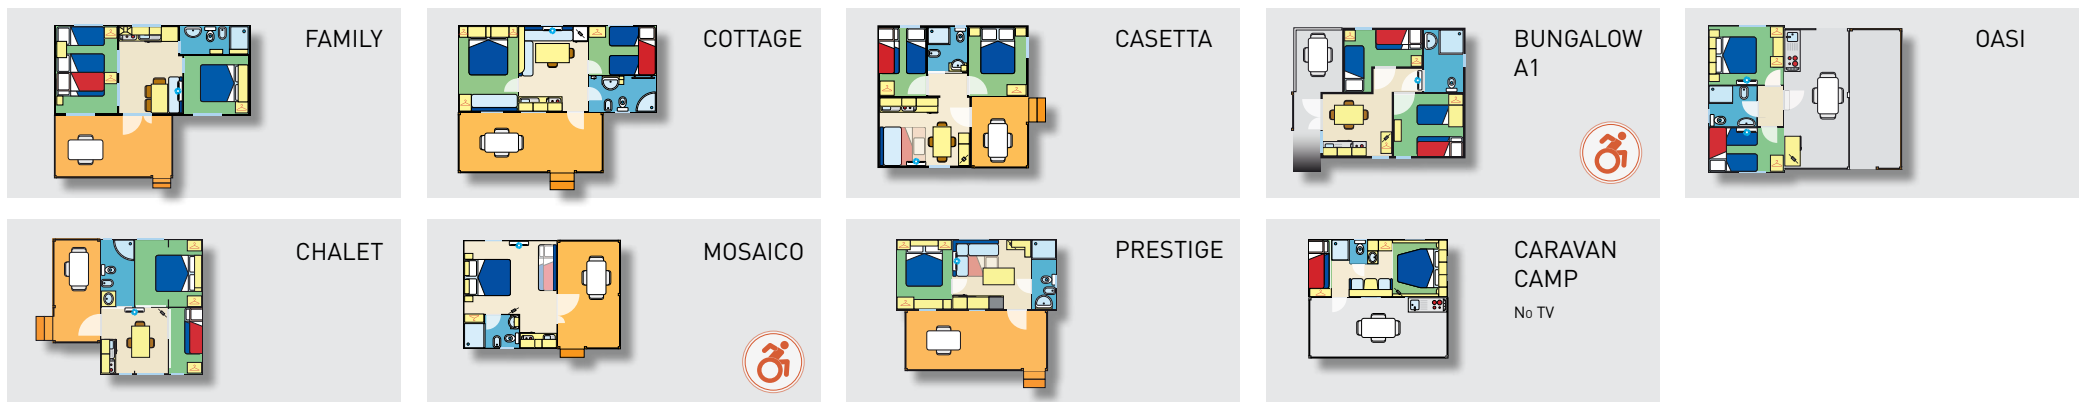 FAMILY
COTTAGE
CASETTA
BUNGALOW
A1
OASI
CHALET
MOSAICO
PRESTIGE
CARAVAN
CAMP
No TV